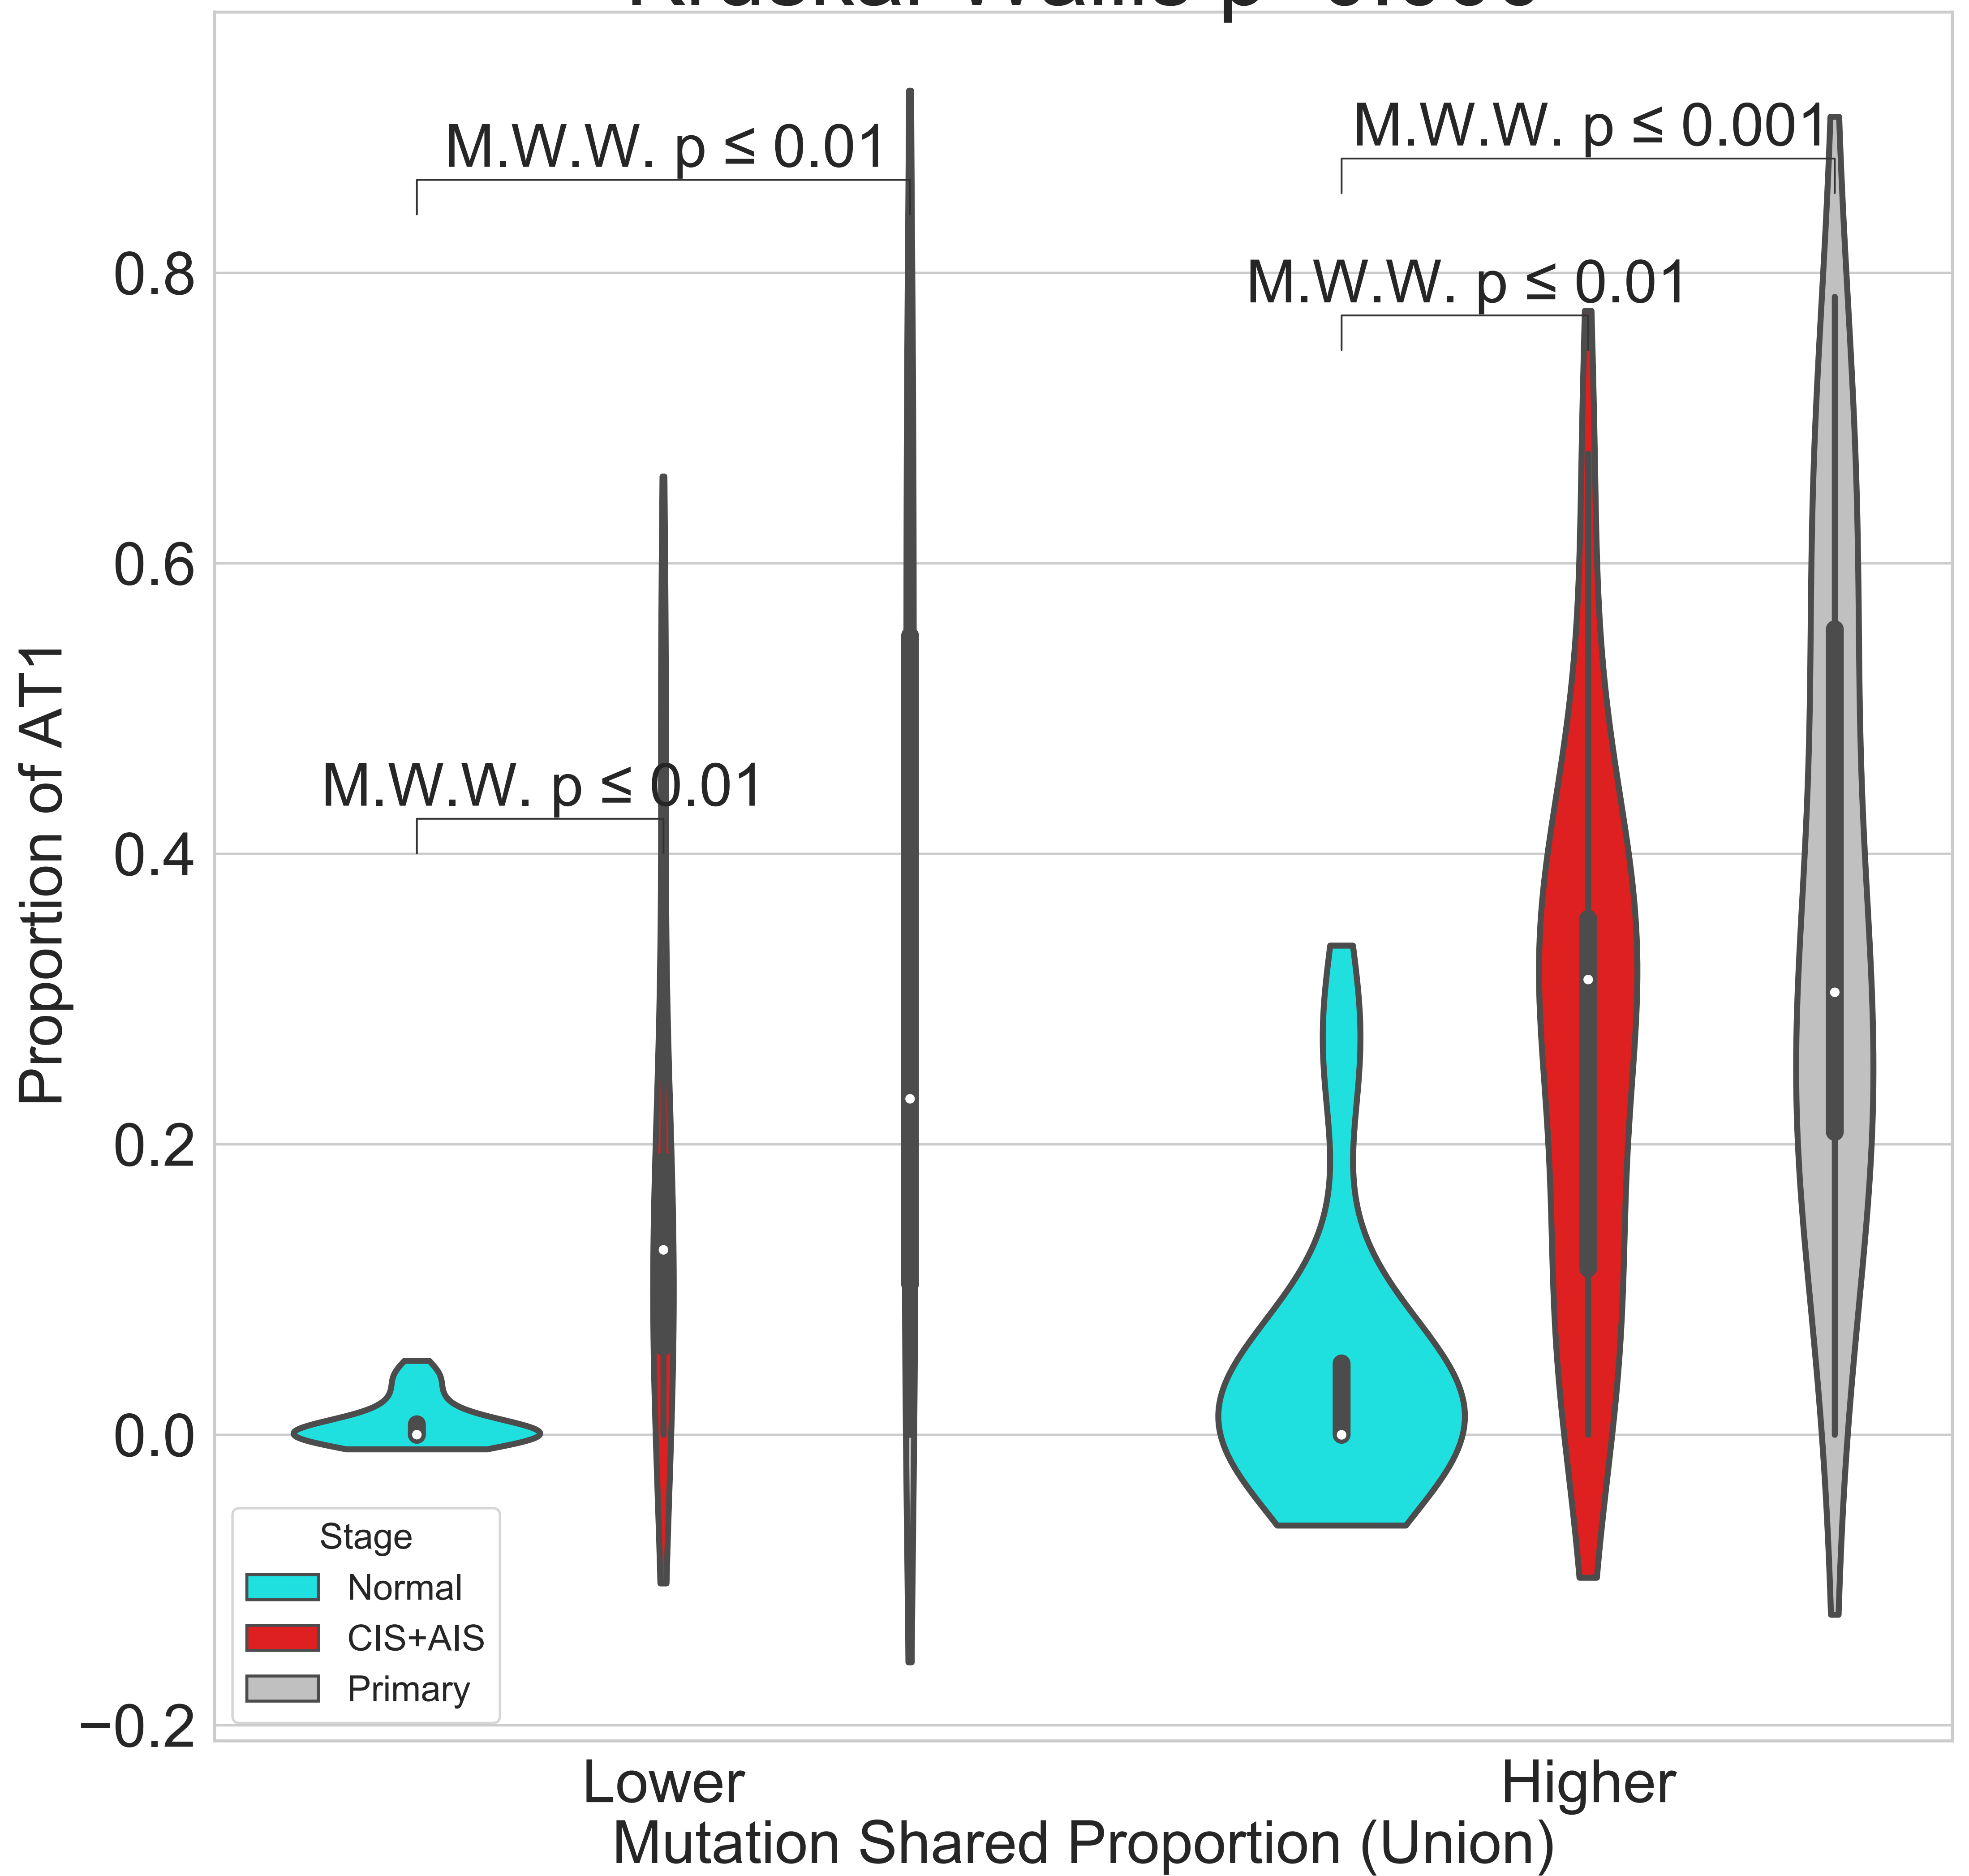 M.W.W. p ≤ 0.01
M.W.W. p ≤ 0.001
M.W.W. p ≤ 0.01
M.W.W. p ≤ 0.01
Proportion of AT1
0.8
0.6
0.4
0.2
0.0
−0.2
Stage
Normal
CIS+AIS
Primary
Lower
Higher
Mutation Shared Proportion (Union)